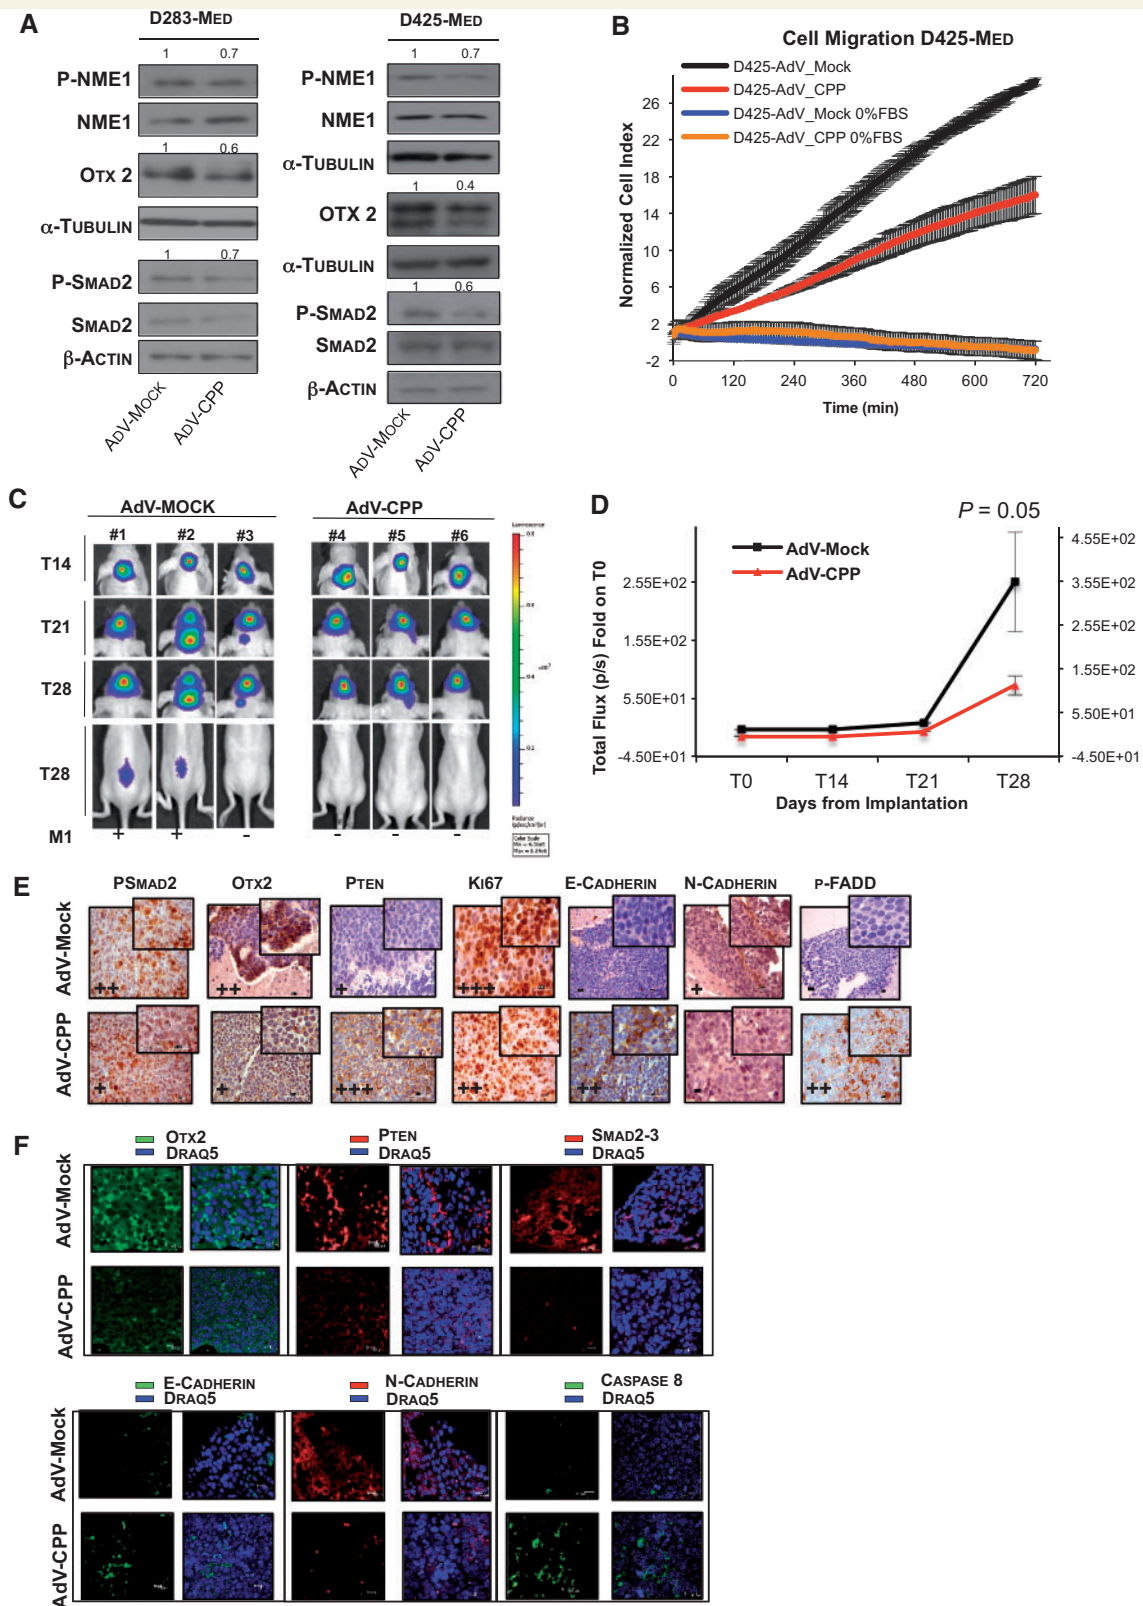 A
D283-MED
D425-MED
1 0.7
P-NME1
NME1
1 0.6
OTX 2
α-TUBULIN
1 0.7
P-SMAD2
SMAD2
β-ACTIN
ADV-MOCK
ADV-CPP
1 0.7
P-NME1
NME1
α-TUBULIN
1 0.4
OTX 2
α-TUBULIN
1 0.6
P-SMAD2
SMAD2
β-ACTIN
ADV-MOCK
ADV-CPP
B
Cell Migration D425-MED
D425-AdV_Mock
D425-AdV_CPP
D425-AdV_Mock 0%FBS
D425-AdV_CPP 0%FBS
Normalized Cell Index
26
22
18
14
10
6
2
-2
0 120 240 360 480 600 720
Time (min)
C
AdV-MOCK
AdV-CPP
#1 #2 #3 #4 #5 #6
T14
T21
T28
T28
M1 + + - - - -
Luminescence
D
P = 0.05
AdV-Mock
AdV-CPP
Total Flux (p/s) Fold on T0
2.55E+02
1.55E+02
5.50E+01
-4.50E+01
4.55E+02
3.55E+02
2.55E+02
1.55E+02
5.50E+01
-4.50E+01
T0 T14 T21 T28
Days from Implantation
E
PSMAD2 OTX2 PTEN KI67 E-CADHERIN N-CADHERIN P-FADD
AdV-Mock
++ ++ + +++ - + -
AdV-CPP
+ + +++ ++ ++ - ++
F
OTX2
DRAQ5
PTEN
DRAQ5
SMAD2-3
DRAQ5
AdV-Mock
AdV-CPP
E-CADHERIN
DRAQ5
N-CADHERIN
DRAQ5
CASPASE 8
DRAQ5
AdV-Mock
AdV-CPP